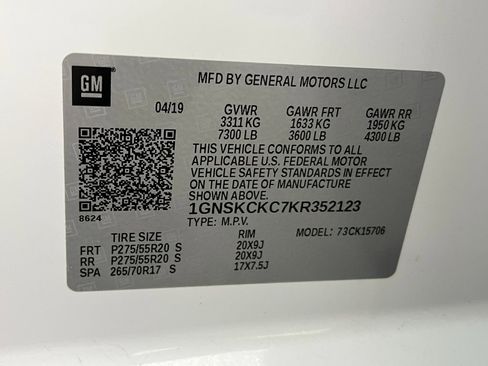 GM
MFD BY GENERAL MOTORS LLC
04/19 GVWR GAWR FRT GAWR RR
3311 KG 1633 KG 1950 KG
7300 LB 3600 LB 4300 LB
THIS VEHICLE CONFORMS TO ALL
APPLICABLE U.S. FEDERAL MOTOR
VEHICLE SAFETY STANDARDS IN EFFECT
ON THE DATE OF MANUFACTURE SHOWN ABOVE.
8624 1GNSKCKC7KR352123
TYPE: M.P.V. MODEL: 73CK15706
TIRE SIZE RIM
FRT P275/55R20 S 20X9J
RR P275/55R20 S 20X9J
SPA 265/70R17 S 17X7.5J